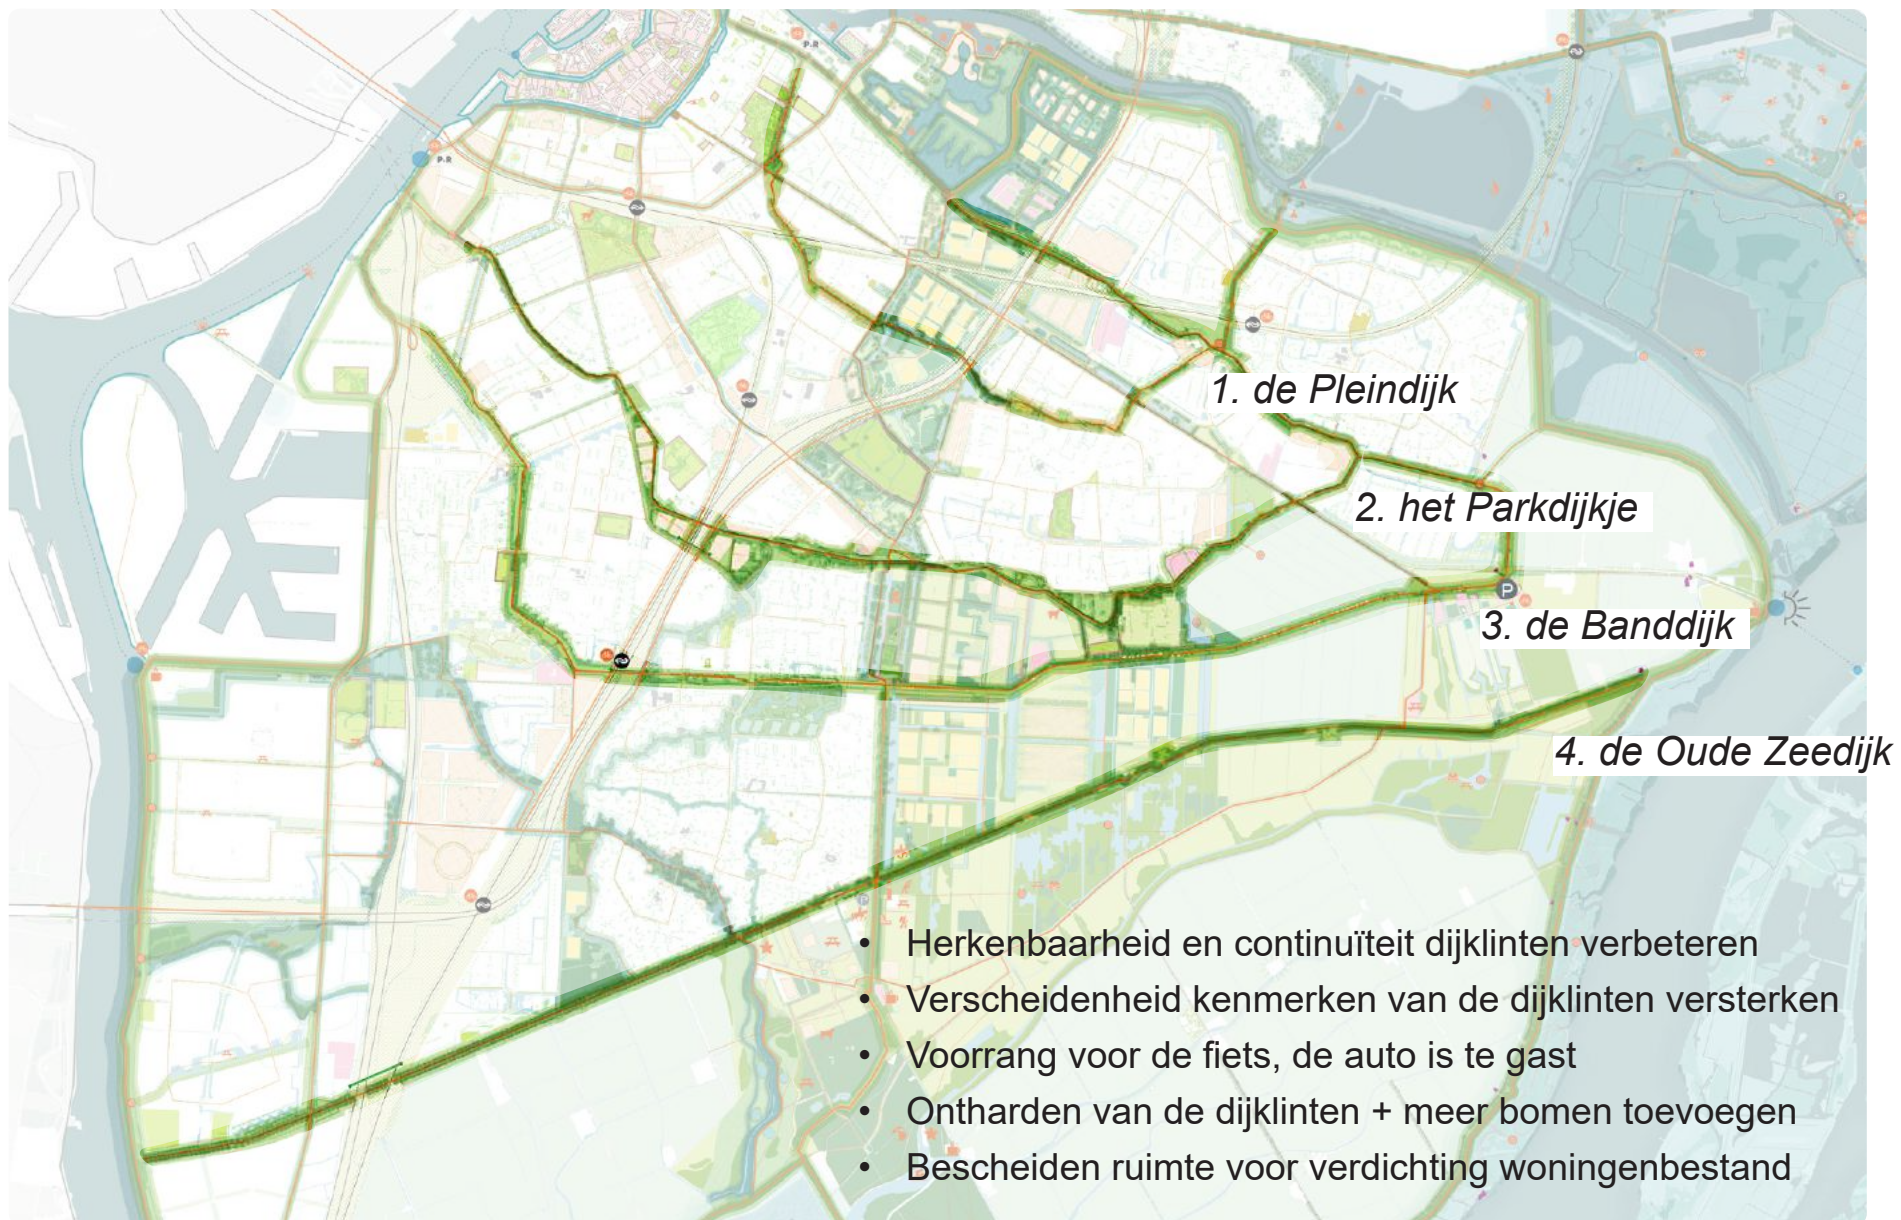 P+R
P+R
1. de Pleindijk
2. het Parkdijkje
P
3. de Banddijk
4. de Oude Zeedijk
• Herkenbaarheid en continuïteit dijklinten verbeteren
• Verscheidenheid kenmerken van de dijklinten versterken
• Voorrang voor de fiets, de auto is te gast
• Ontharden van de dijklinten + meer bomen toevoegen
• Bescheiden ruimte voor verdichting woningenbestand